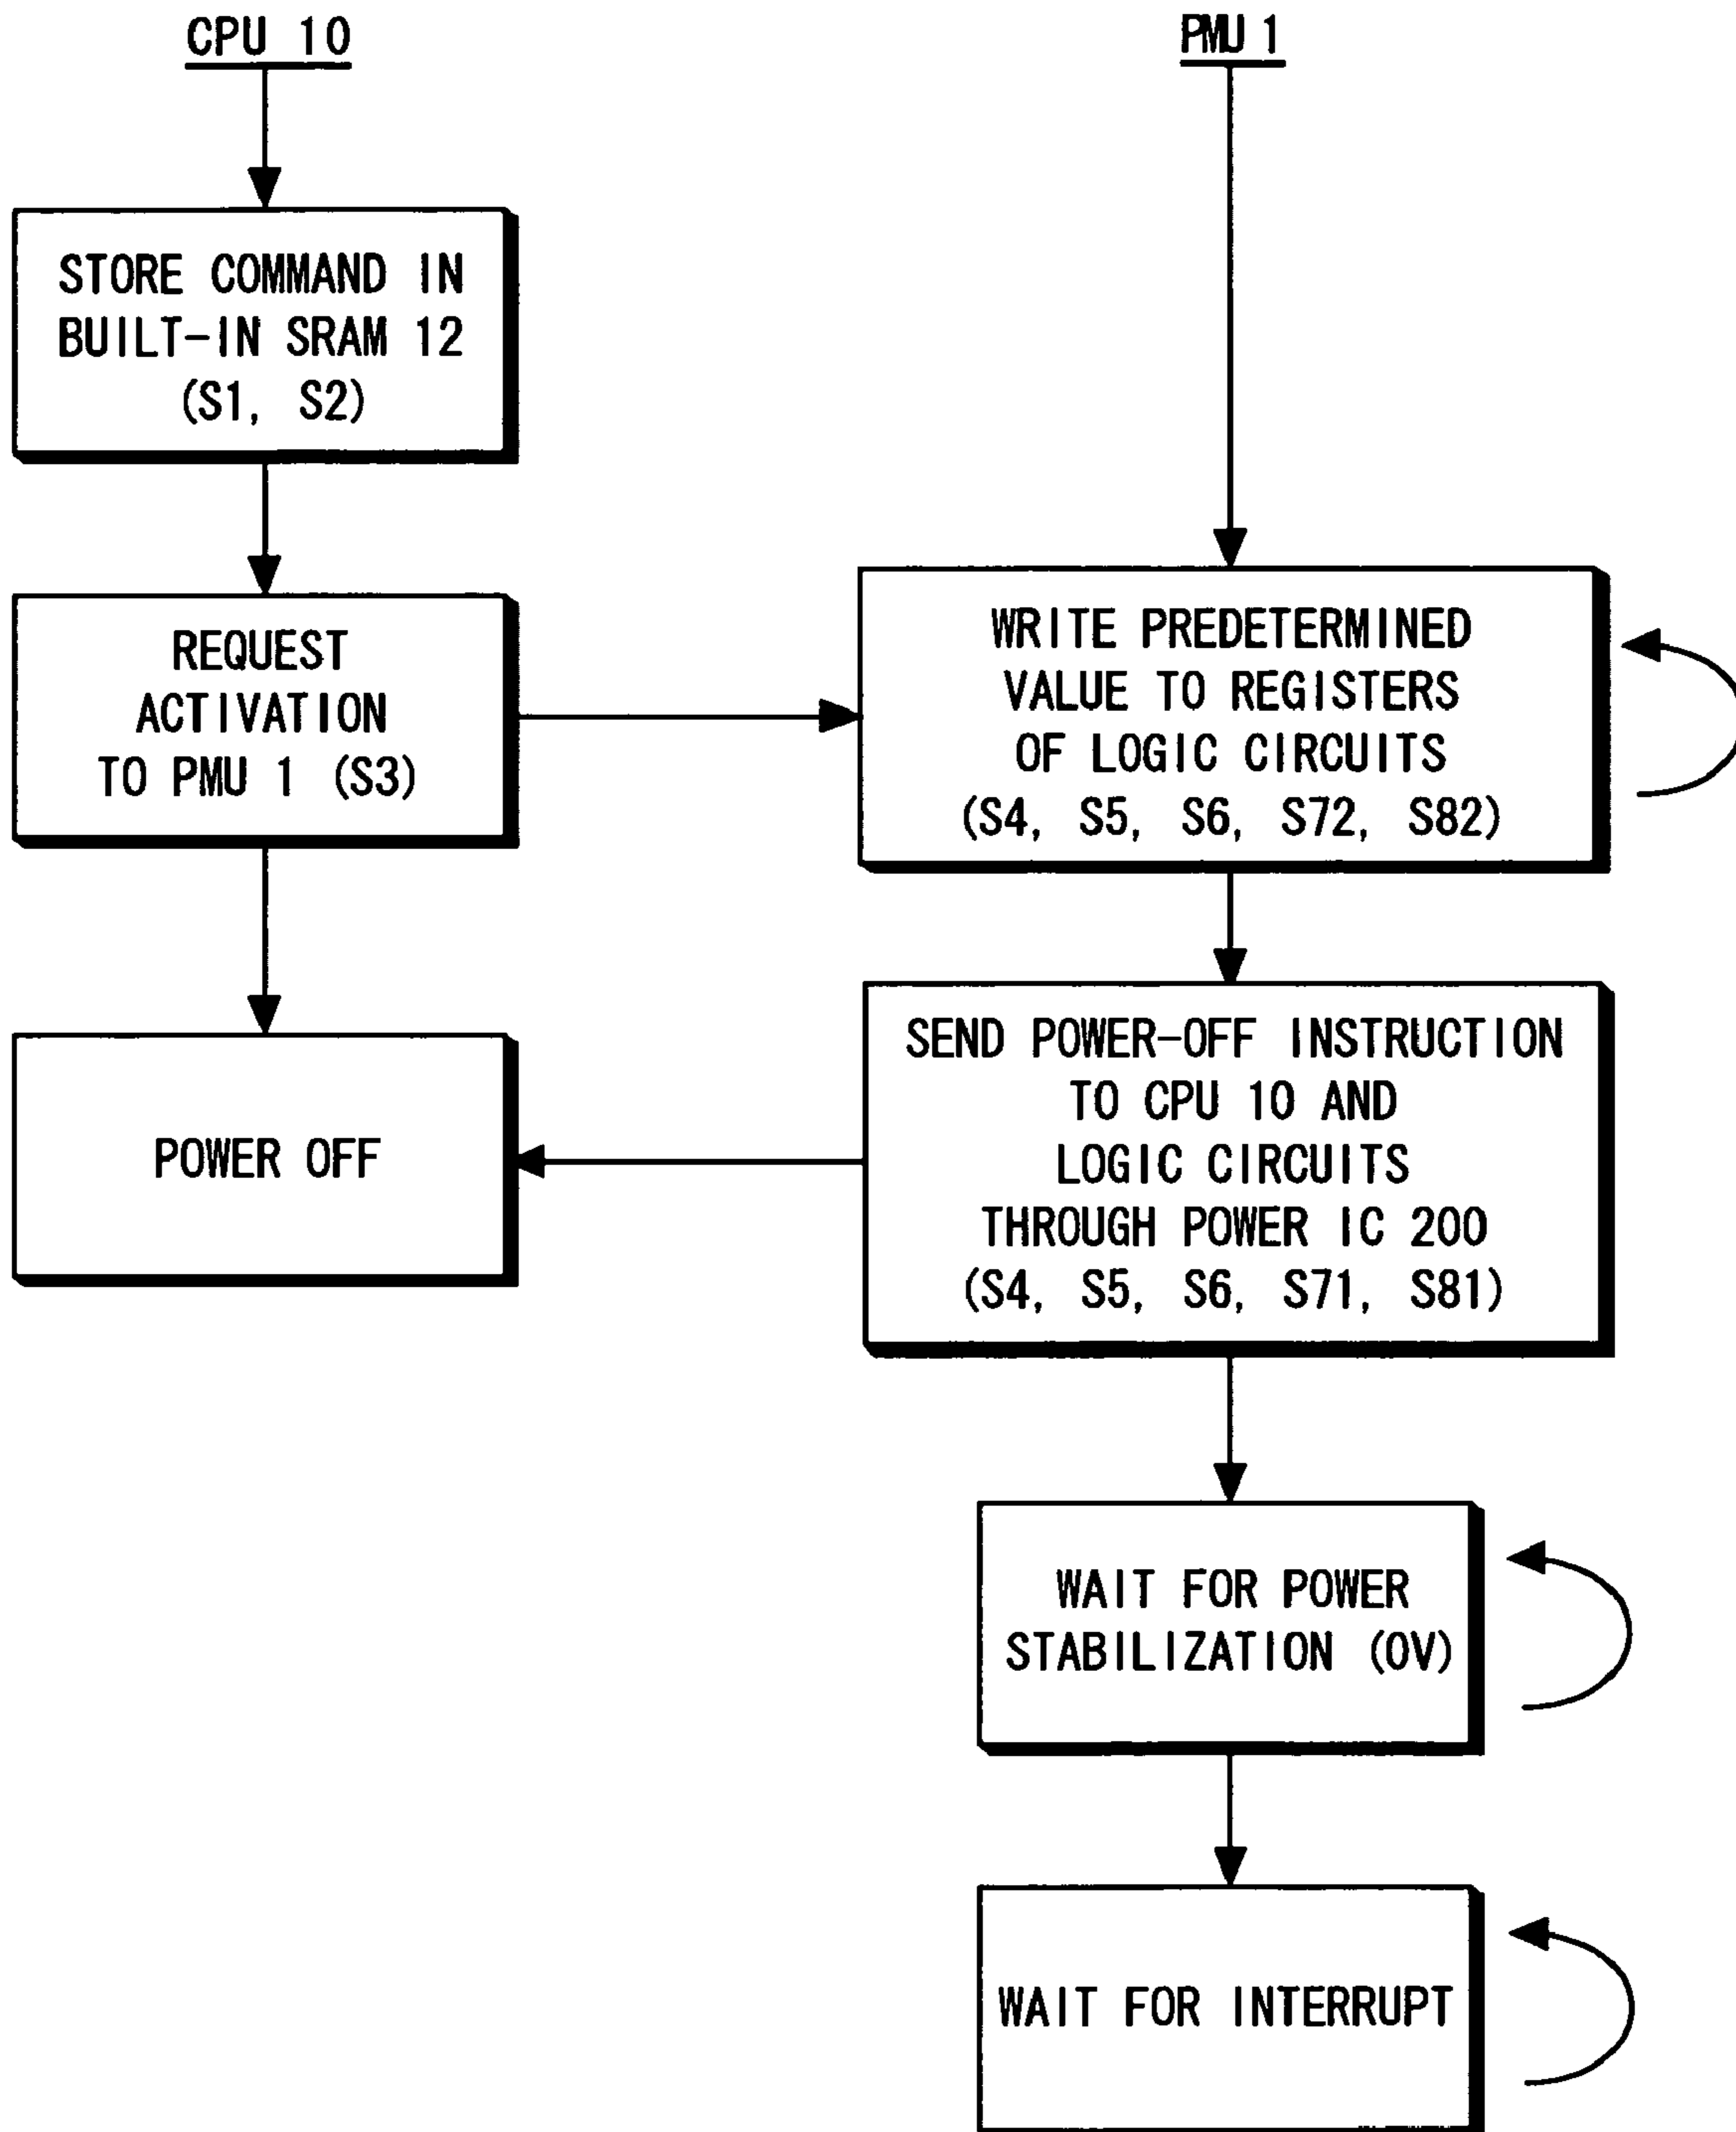 CPU 10
PMU 1
STORE COMMAND IN
BUILT-IN SRAM 12
(S1, S2)
REQUEST
ACTIVATION
TO PMU 1 (S3)
WRITE PREDETERMINED
VALUE TO REGISTERS
OF LOGIC CIRCUITS
(S4, S5, S6, S72, S82)
POWER OFF
SEND POWER-OFF INSTRUCTION
TO CPU 10 AND
LOGIC CIRCUITS
THROUGH POWER IC 200
(S4, S5, S6, S71, S81)
WAIT FOR POWER
STABILIZATION (0V)
WAIT FOR INTERRUPT